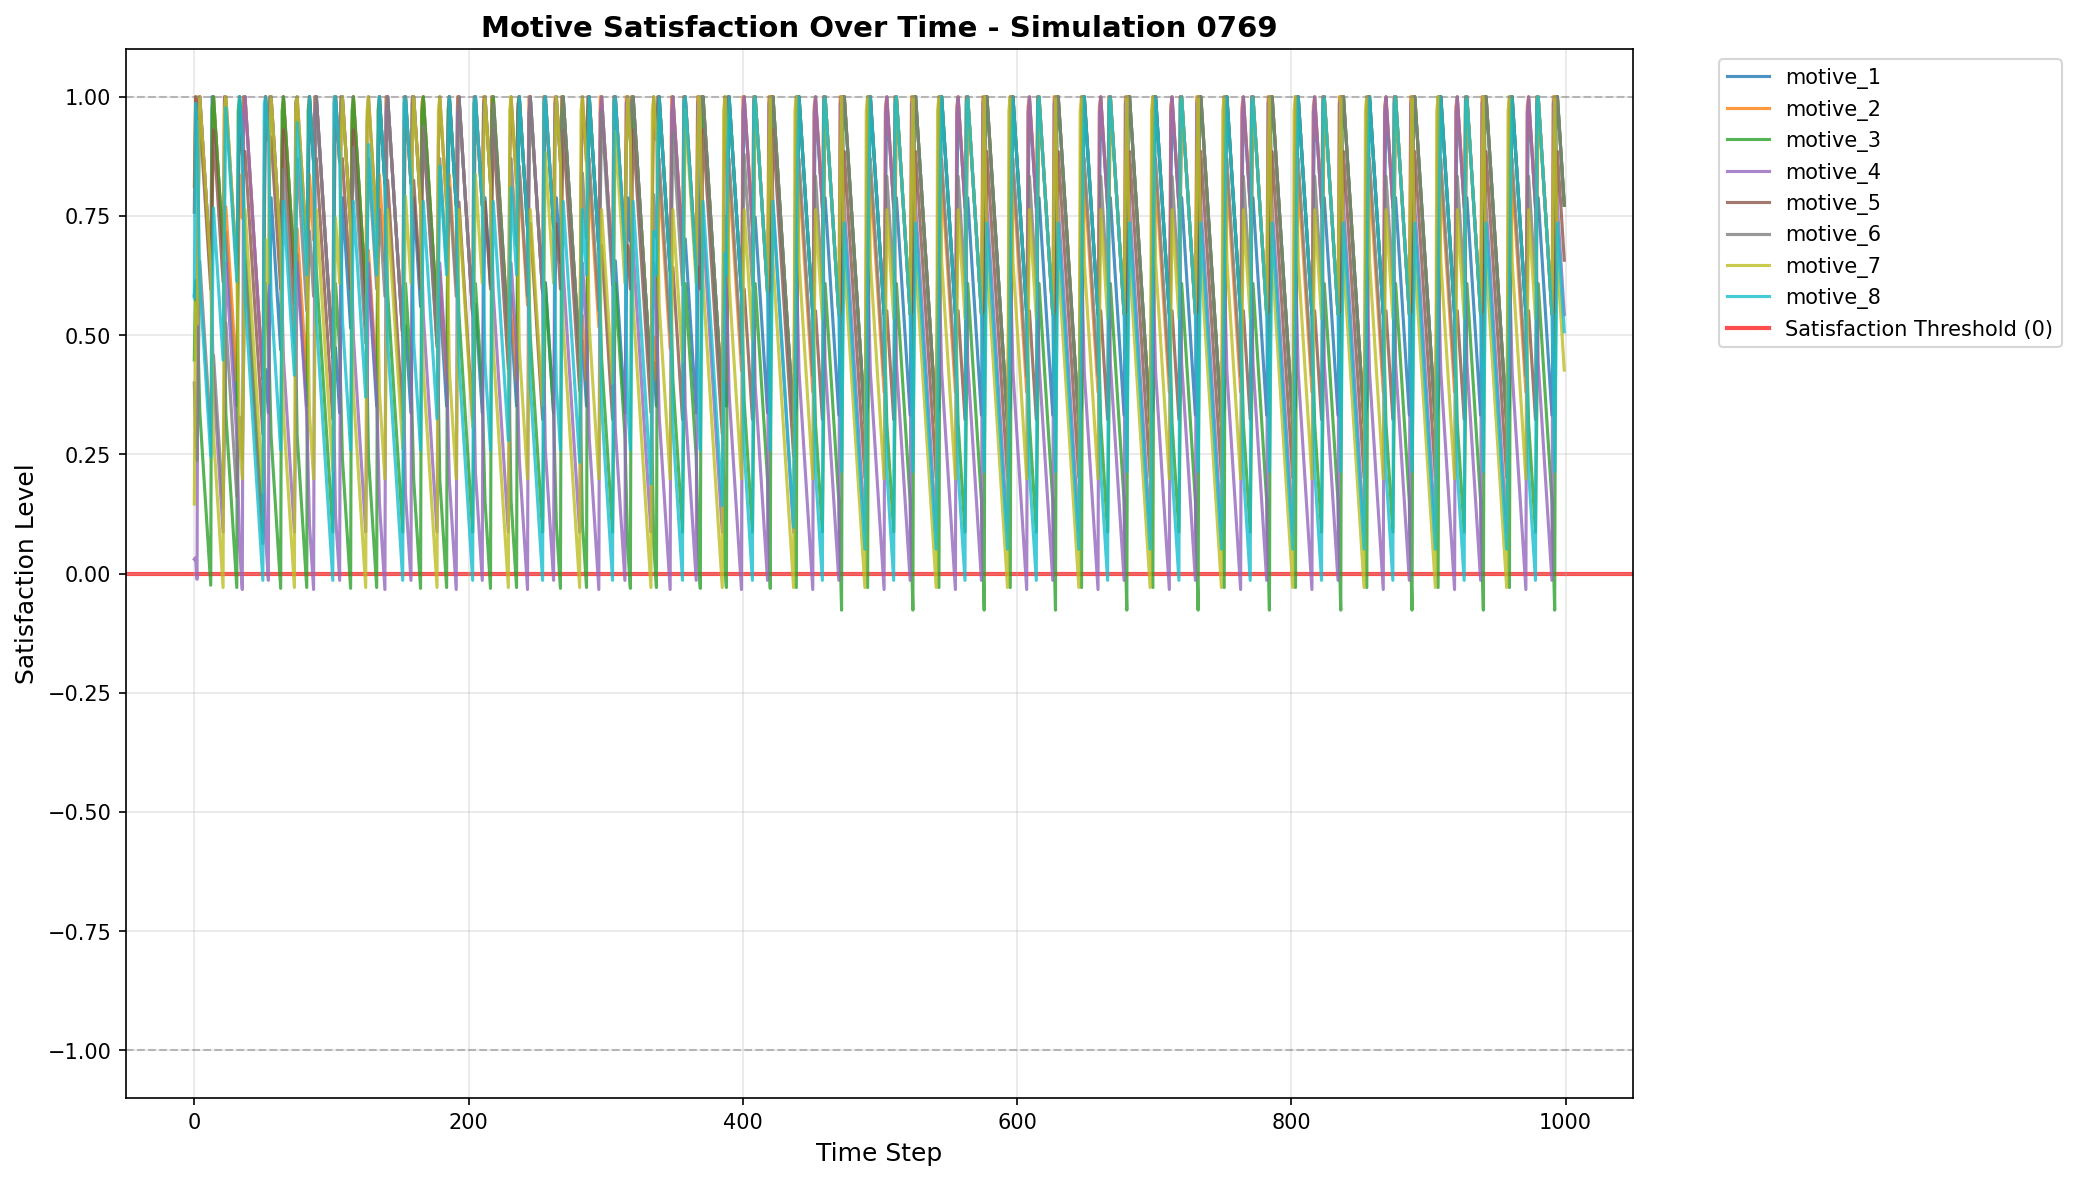 Motive Satisfaction Over Time - Simulation 0769
Satisfaction Level
1.00
0.75
0.50
0.25
0.00
−0.25
−0.50
−0.75
−1.00
0
200
400
600
800
1000
Time Step
motive_1
motive_2
motive_3
motive_4
motive_5
motive_6
motive_7
motive_8
Satisfaction Threshold (0)